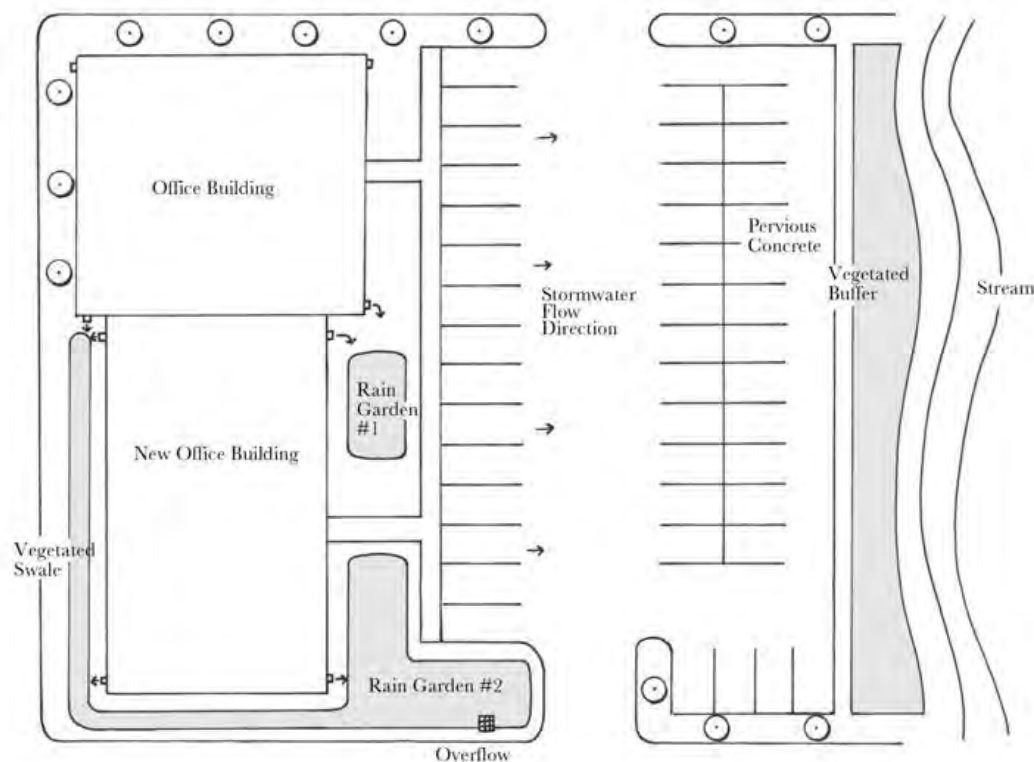 Office Building
Pervious
Concrete
Vegetated
Buffer
Stream
Stormwater
Flow
Direction
Rain
Garden
#1
New Office Building
Vegetated
Swale
Rain Garden #2
Overflow